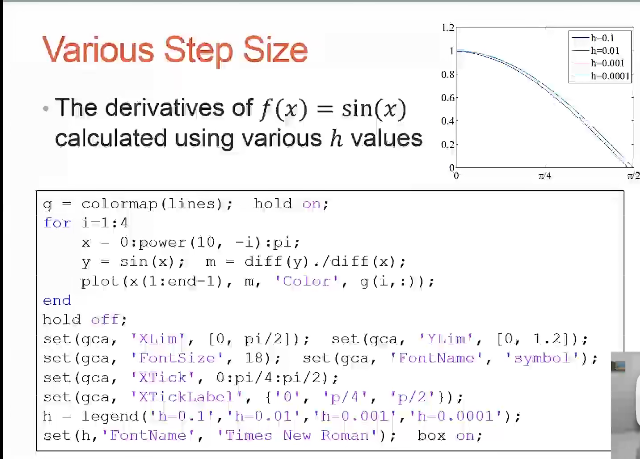 Various Step Size
• The derivatives of f(x) = sin(x)
calculated using various h values
1.2
1
0.8
0.6
0.4
0.2
0
0
π/4
π/2
h=0.1
h=0.01
h=0.001
h=0.0001
g = colormap(lines);  hold on;
for i=1:4
    x = 0:power(10, -i):pi;
    y = sin(x);  m = diff(y)./diff(x);
    plot(x(1:end-1), m, 'Color', g(i,:));
end
hold off;
set(gca, 'XLim', [0, pi/2]);  set(gca, 'YLim', [0, 1.2]);
set(gca, 'FontSize', 18);  set(gca, 'FontName', 'symbol');
set(gca, 'XTick', 0:pi/4:pi/2);
set(gca, 'XTickLabel', {'0', 'p/4', 'p/2'});
h = legend('h=0.1','h=0.01','h=0.001','h=0.0001');
set(h,'FontName', 'Times New Roman');  box on;